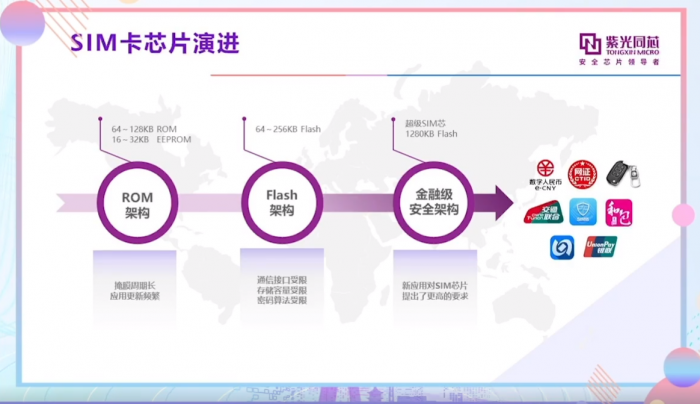 SIM卡芯片演进
紫光同芯
TONGXIN MICRO
安全芯片领导者
64－128KB ROM
16－32KB EEPROM
64－256KB Flash
超级SIM芯
1280KB Flash
ROM
架构
Flash
架构
金融级
安全架构
数字人民币
e-CNY
网证
CTID
交通
联合
和包
UnionPay
银联
掩膜周期长
应用更新频繁
通信接口受限
存储容量受限
密码算法受限
新应用对SIM芯片
提出了更高的要求